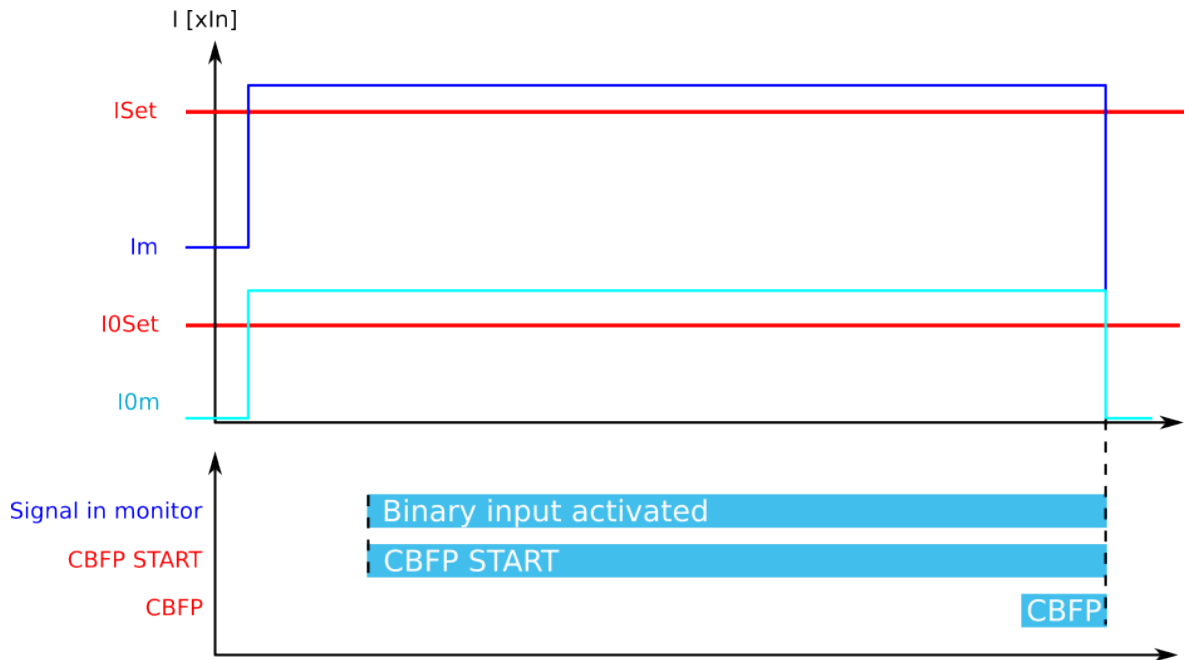 I [xIn]
ISet
Im
I0Set
I0m
Signal in monitor
Binary input activated
CBFP START
CBFP START
CBFP
CBFP